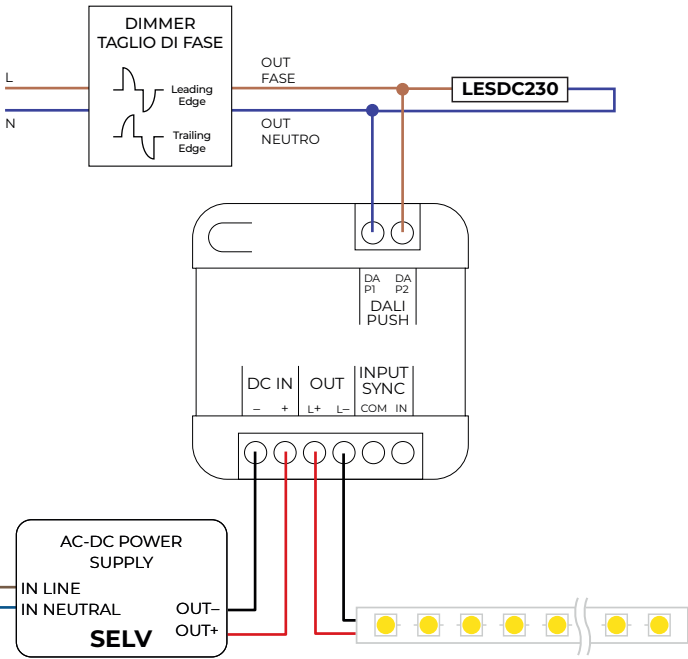 DIMMER
TAGLIO DI FASE
Leading
Edge
Trailing
Edge
L
N
OUT
FASE
OUT
NEUTRO
LESDC230
DA DA
P1 P2
DALI
PUSH
DC IN
OUT
INPUT
SYNC
– + L+ L– COM IN
AC-DC POWER
SUPPLY
IN LINE
IN NEUTRAL
OUT–
OUT+
SELV